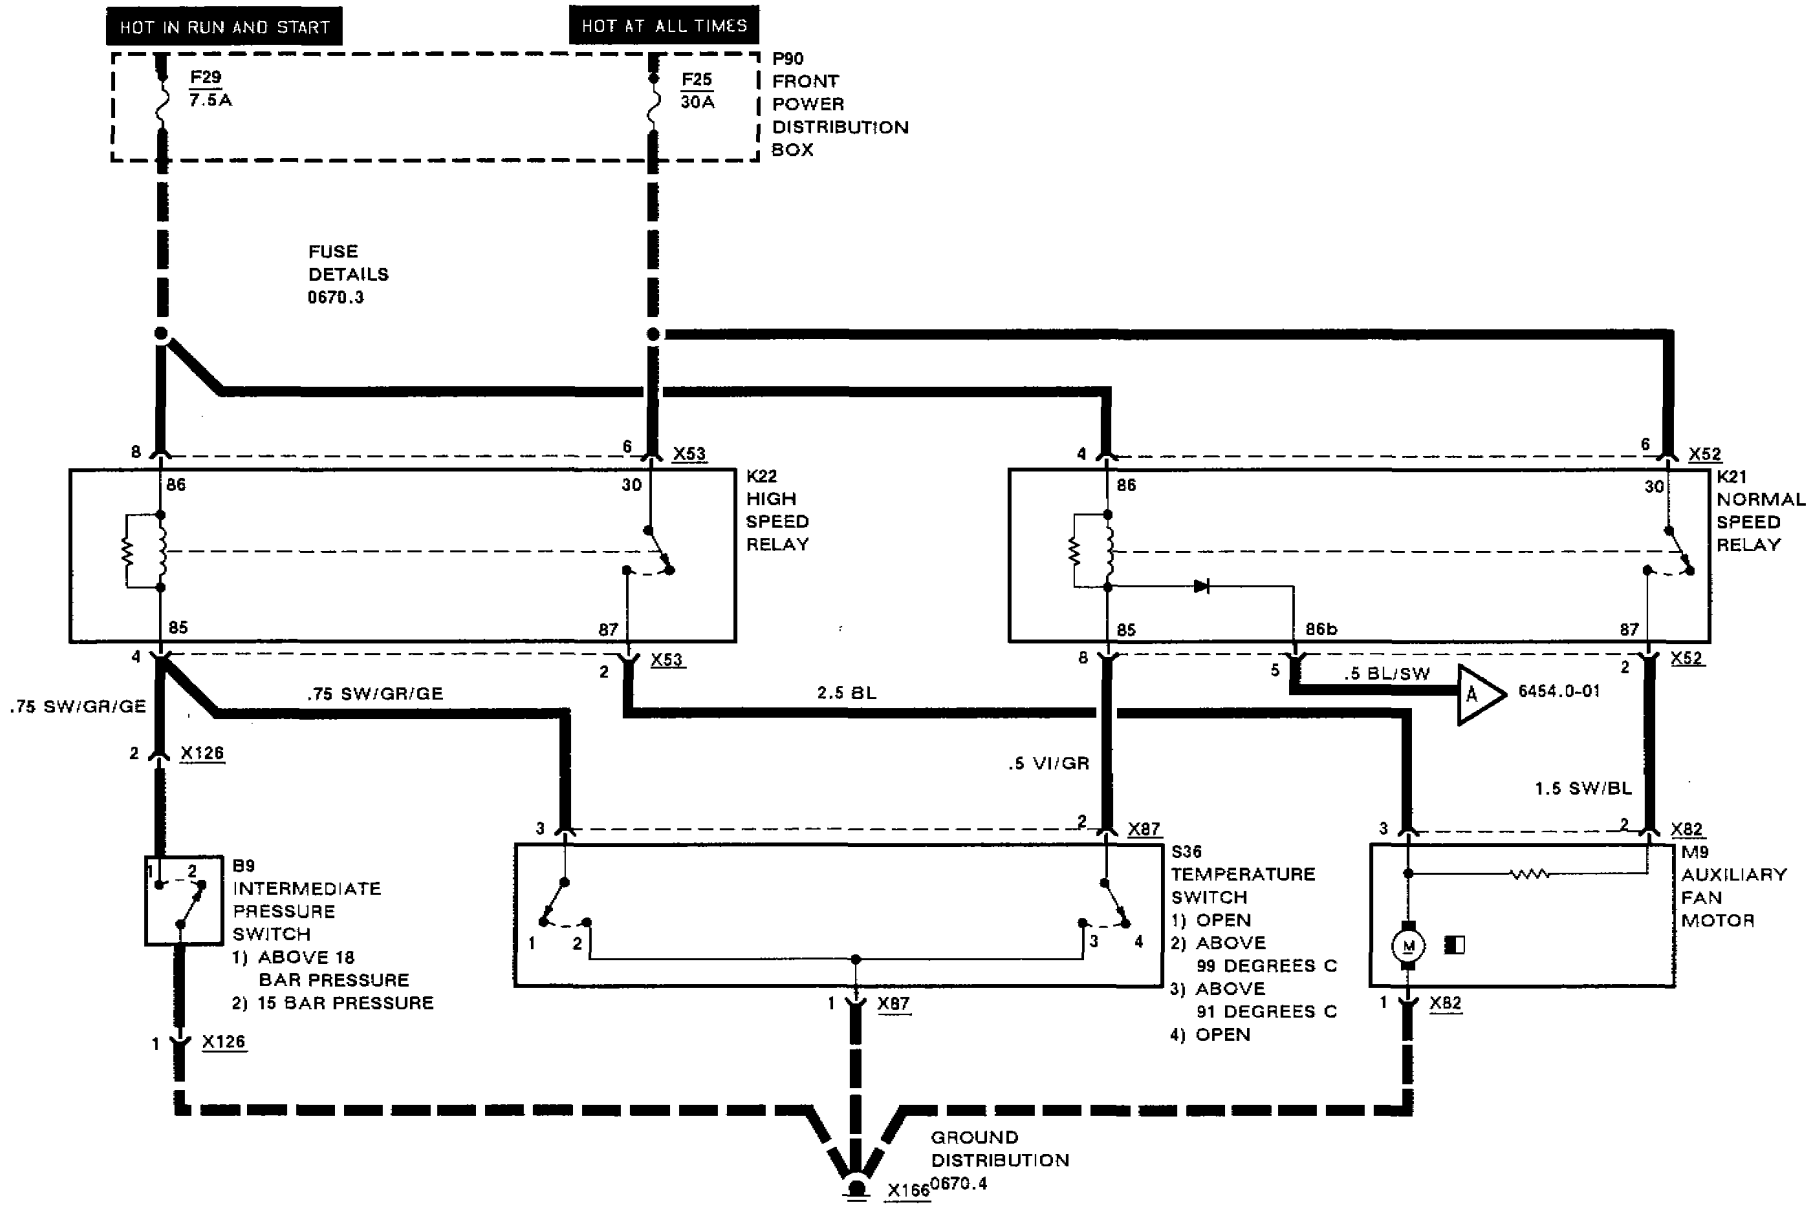 HOT IN RUN AND START
HOT AT ALL TIMES
F29
7.5A
F25
30A
P90
FRONT
POWER
DISTRIBUTION
BOX
FUSE
DETAILS
0670.3
8
6
X53
4
6
X52
86
30
K22
HIGH
SPEED
RELAY
86
30
K21
NORMAL
SPEED
RELAY
85
87
85
86b
87
4
2
X53
8
5
2
X52
.75 SW/GR/GE
.75 SW/GR/GE
2.5 BL
.5 BL/SW
A
6454.0-01
2
X126
.5 VI/GR
1.5 SW/BL
3
2
X87
3
2
X82
1
2
B9
INTERMEDIATE
PRESSURE
SWITCH
1) ABOVE 18
BAR PRESSURE
2) 15 BAR PRESSURE
1
2
3
4
S36
TEMPERATURE
SWITCH
1) OPEN
2) ABOVE
99 DEGREES C
3) ABOVE
91 DEGREES C
4) OPEN
M
M9
AUXILIARY
FAN
MOTOR
1
X126
1
X87
1
X82
GROUND
DISTRIBUTION
0670.4
X166